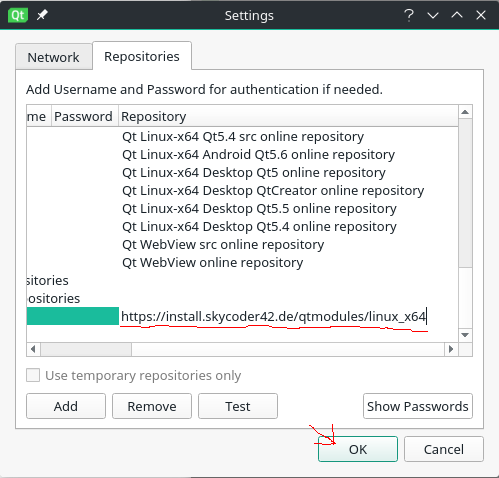 Qt
Settings
Network
Repositories
Add Username and Password for authentication if needed.
me Password Repository
Qt Linux-x64 Qt5.4 src online repository
Qt Linux-x64 Android Qt5.6 online repository
Qt Linux-x64 Desktop Qt5 online repository
Qt Linux-x64 Desktop QtCreator online repository
Qt Linux-x64 Desktop Qt5.5 online repository
Qt Linux-x64 Desktop Qt5.4 online repository
Qt WebView src online repository
Qt WebView online repository
sitories
ositories
https://install.skycoder42.de/qtmodules/linux_x64
Use temporary repositories only
Add Remove Test Show Passwords
OK Cancel